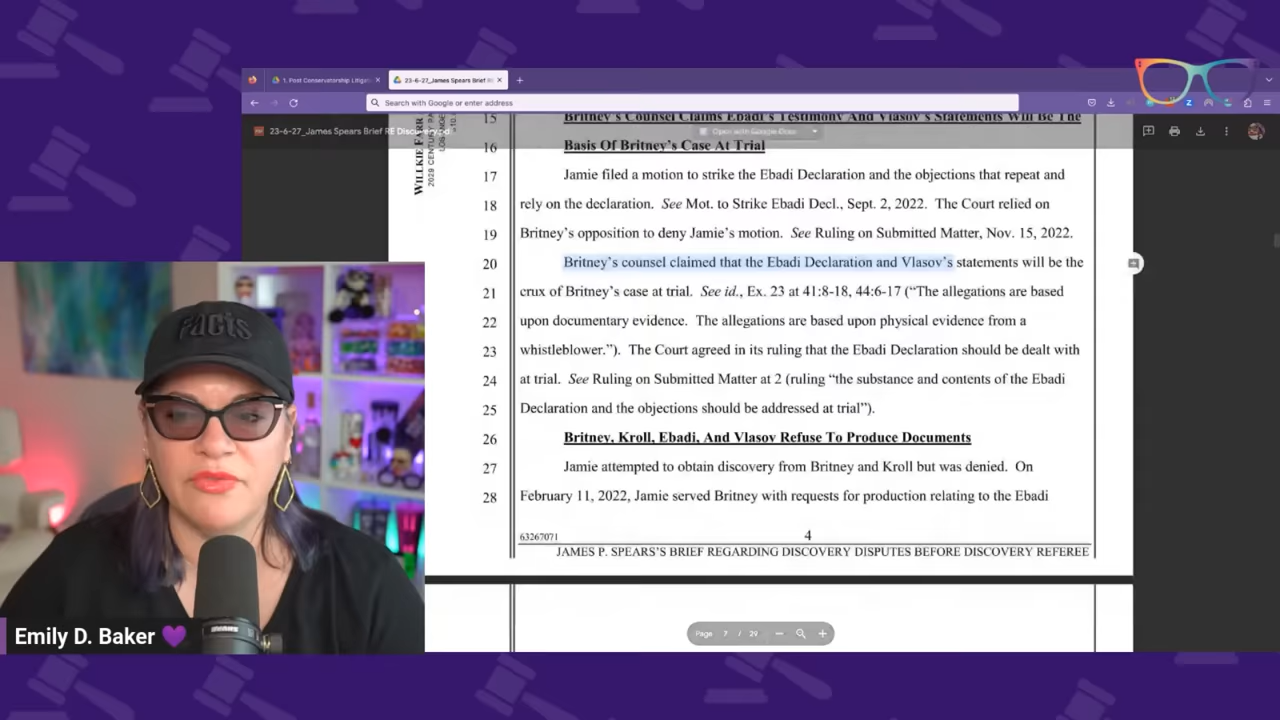 1. Post Conservatorship Litiga
23-6-27_James Spears Brief RE
Search with Google or enter address
23-6-27_James Spears Brief RE Discovery.pd
Open with Google Docs
WILLKIE FARR
2029 CENTURY PA
15 Britney's Counsel Claims Ebadi's Testimony And Vlasov's Statements Will Be The
16 Basis Of Britney's Case At Trial
17 Jamie filed a motion to strike the Ebadi Declaration and the objections that repeat and
18 rely on the declaration. See Mot. to Strike Ebadi Decl., Sept. 2, 2022. The Court relied on
19 Britney's opposition to deny Jamie's motion. See Ruling on Submitted Matter, Nov. 15, 2022.
20 Britney's counsel claimed that the Ebadi Declaration and Vlasov's statements will be the
21 crux of Britney's case at trial. See id., Ex. 23 at 41:8-18, 44:6-17 ("The allegations are based
22 upon documentary evidence. The allegations are based upon physical evidence from a
23 whistleblower."). The Court agreed in its ruling that the Ebadi Declaration should be dealt with
24 at trial. See Ruling on Submitted Matter at 2 (ruling "the substance and contents of the Ebadi
25 Declaration and the objections should be addressed at trial").
26 Britney, Kroll, Ebadi, And Vlasov Refuse To Produce Documents
27 Jamie attempted to obtain discovery from Britney and Kroll but was denied. On
28 February 11, 2022, Jamie served Britney with requests for production relating to the Ebadi
63267071
4
JAMES P. SPEARS'S BRIEF REGARDING DISCOVERY DISPUTES BEFORE DISCOVERY REFEREE
Page 7 / 29
Facts
Emily D. Baker